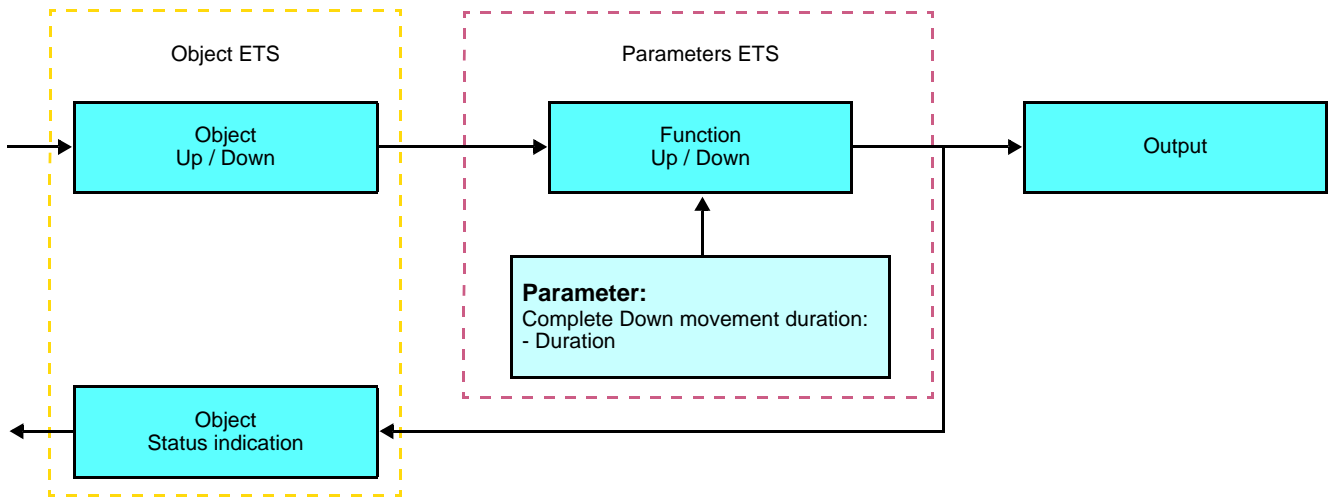 Object ETS
Parameters ETS
Object
Up / Down
Function
Up / Down
Output
Parameter:
Complete Down movement duration:
- Duration
Object
Status indication